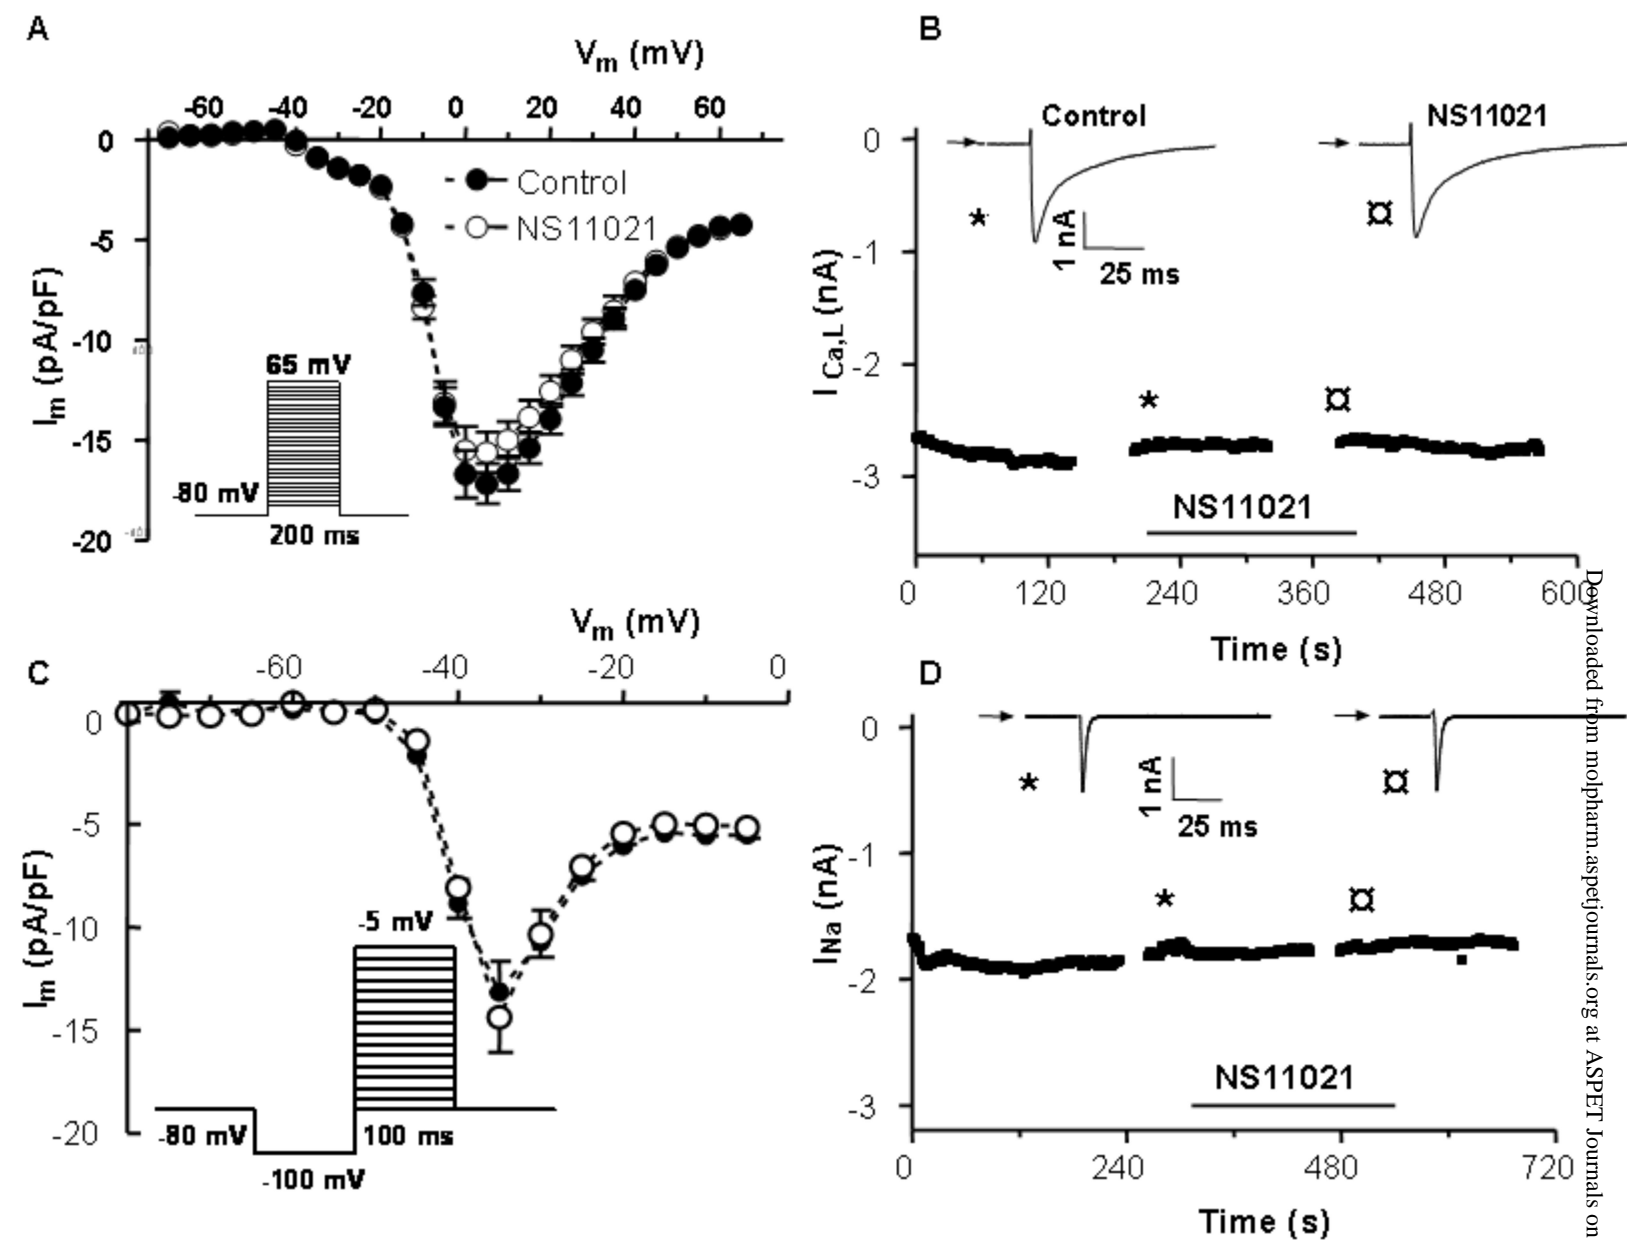 A
Vm (mV)
-60 -40 -20 0 20 40 60
0
-5
-10
-15
-20
Im (pA/pF)
Control
NS11021
65 mV
-80 mV
200 ms
B
Control
NS11021
*
¤
1 nA
25 ms
0
-1
-2
-3
I Ca,L (nA)
*
¤
NS11021
0 120 240 360 480 600
Time (s)
C
Vm (mV)
-60 -40 -20 0
0
-5
-10
-15
-20
Im (pA/pF)
-5 mV
-80 mV
100 ms
-100 mV
D
*
¤
1 nA
25 ms
0
-1
-2
-3
INa (nA)
*
¤
NS11021
0 240 480 720
Time (s)
Downloaded from molpharm.aspetjournals.org at ASPET Journals on